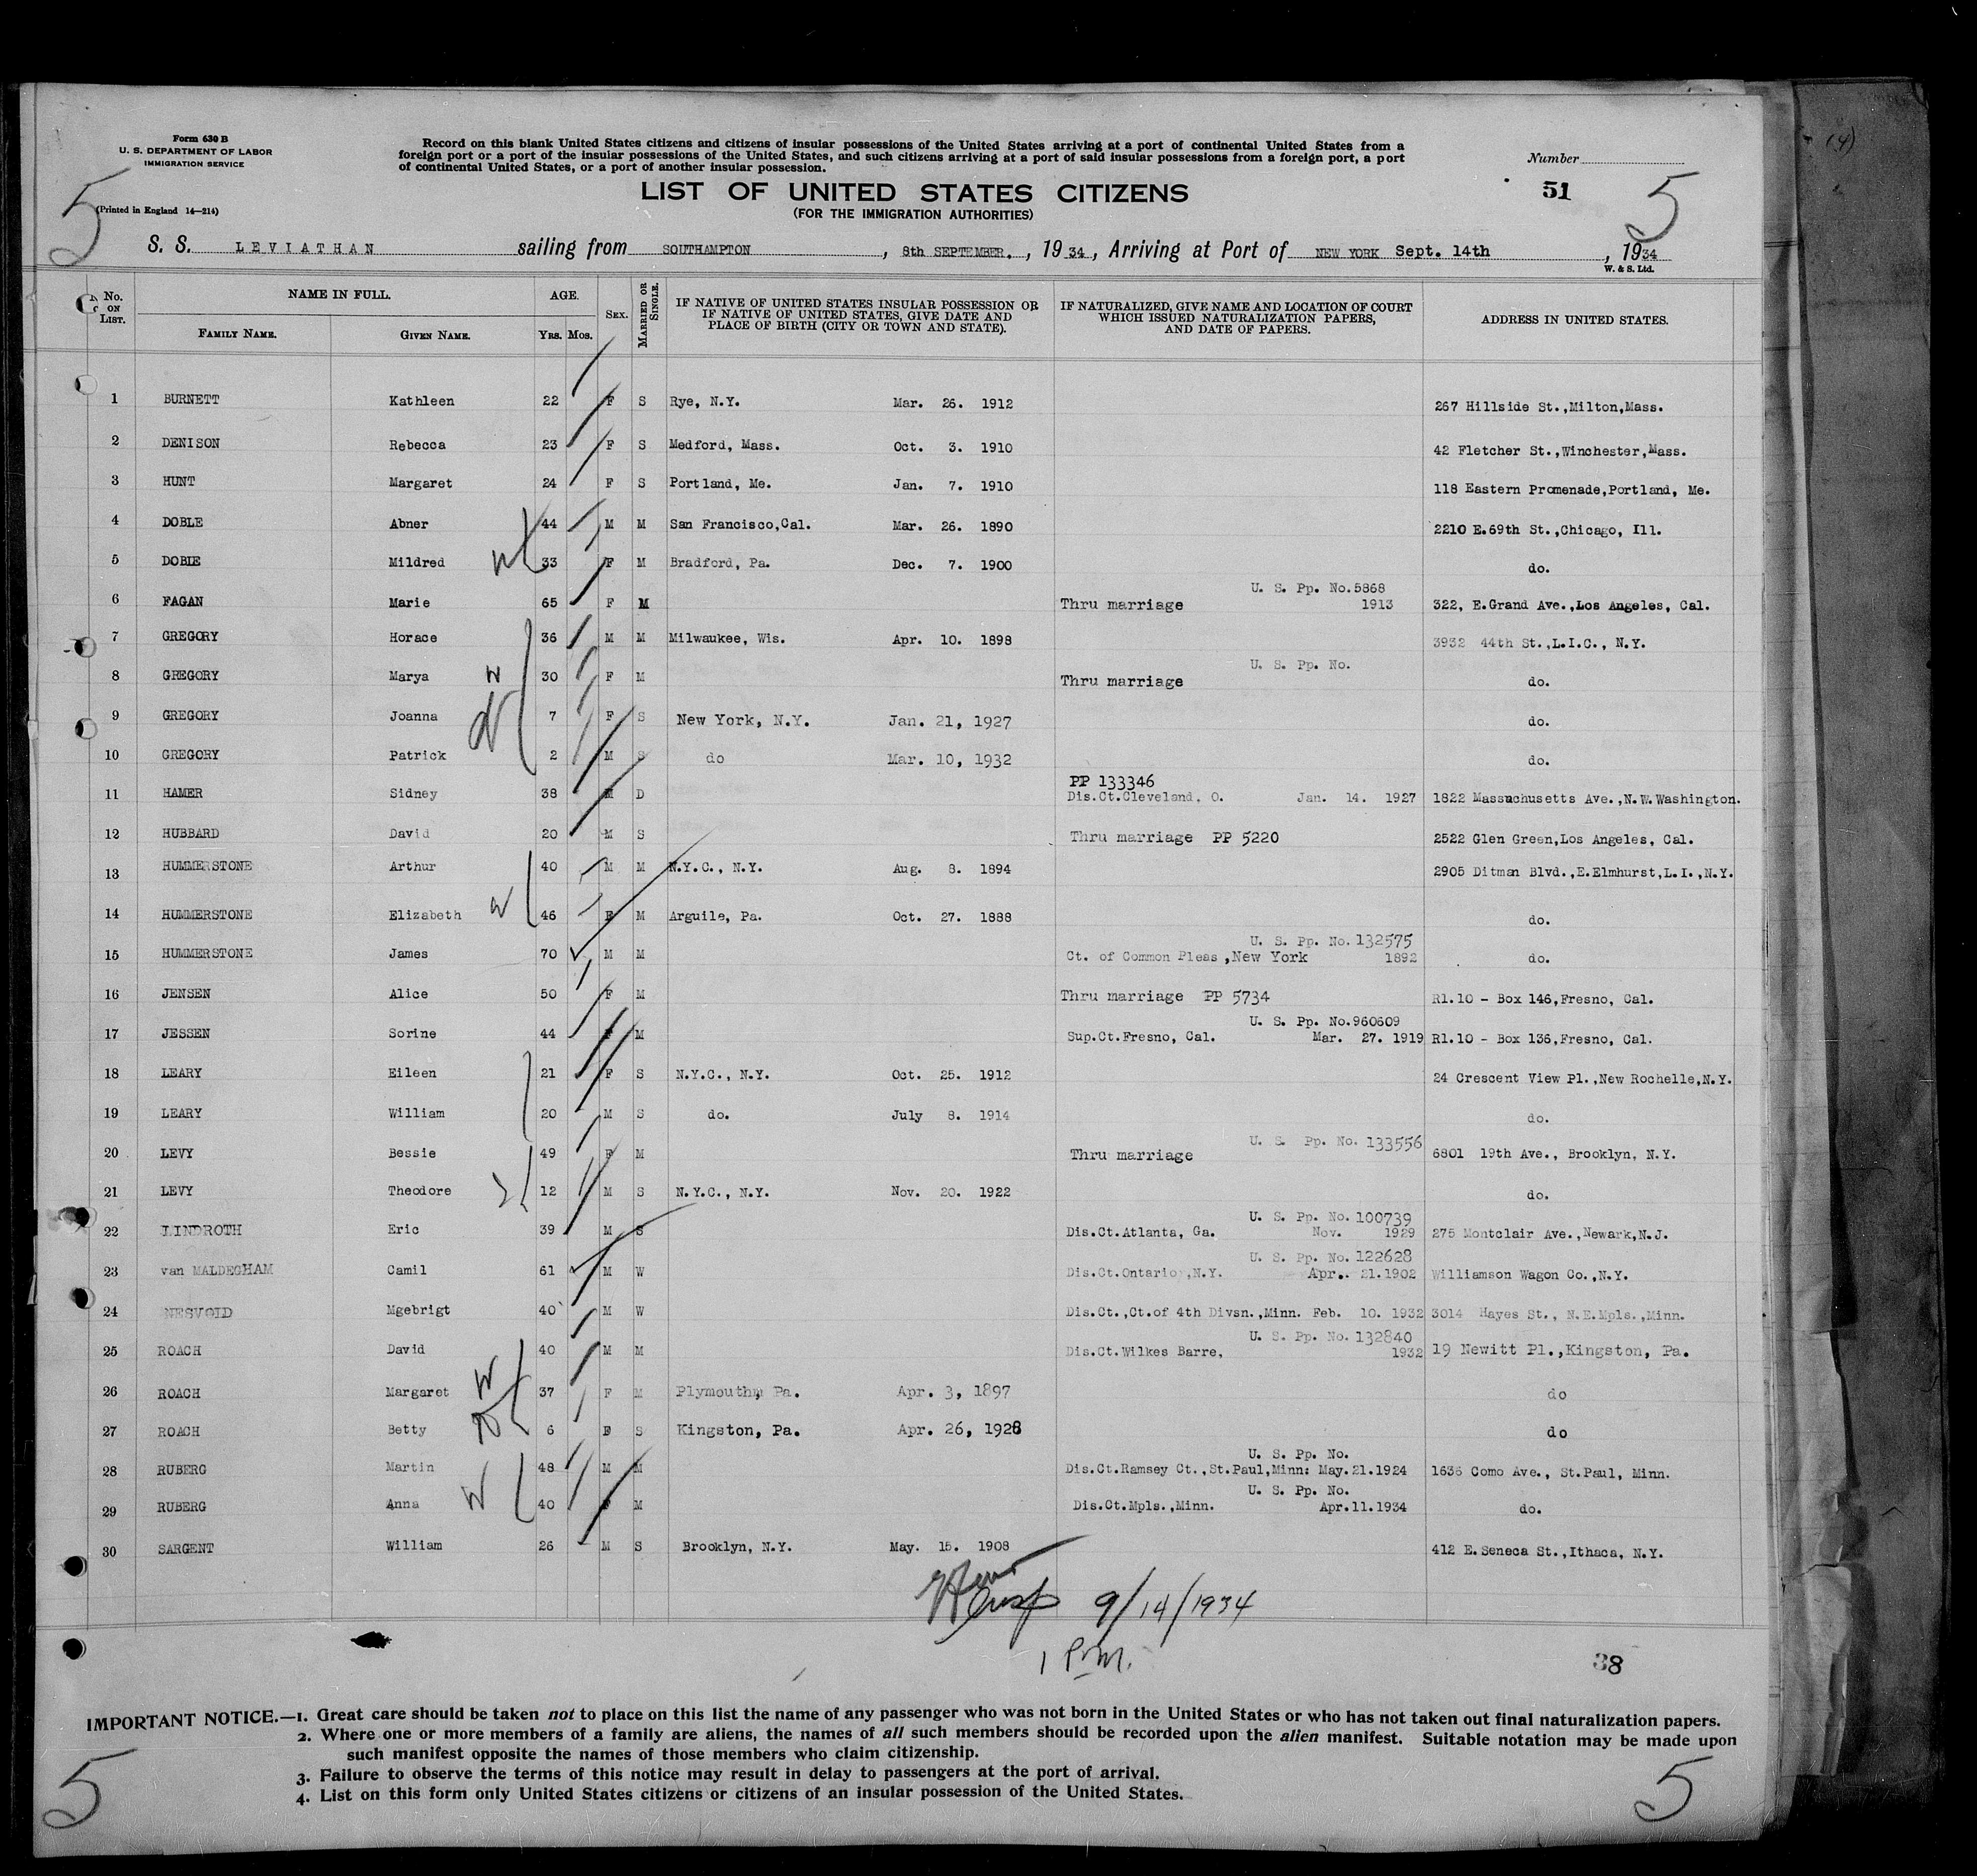 Form 630 B
U. S. DEPARTMENT OF LABOR
IMMIGRATION SERVICE
(Printed in England 14—214)
Record on this blank United States citizens and citizens of insular possessions of the United States arriving at a port of continental United States from a
foreign port or a port of the insular possessions of the United States, and such citizens arriving at a port of said insular possessions from a foreign port, a port
of continental United States, or a port of another insular possession.
Number
(4)
LIST OF UNITED STATES CITIZENS
(FOR THE IMMIGRATION AUTHORITIES)
51
5
5
S. S. LEVIATHAN sailing from SOUTHAMPTON, 8th SEPTEMBER., 1934, Arriving at Port of NEW YORK Sept. 14th, 1934
W. & S. Ltd.
No. ON LIST. NAME IN FULL. FAMILY NAME. GIVEN NAME. AGE. YRS. MOS. SEX. MARRIED OR SINGLE. IF NATIVE OF UNITED STATES INSULAR POSSESSION OR IF NATIVE OF UNITED STATES, GIVE DATE AND PLACE OF BIRTH (CITY OR TOWN AND STATE). IF NATURALIZED, GIVE NAME AND LOCATION OF COURT WHICH ISSUED NATURALIZATION PAPERS, AND DATE OF PAPERS. ADDRESS IN UNITED STATES.
1 BURNETT Kathleen 22 F S Rye, N.Y. Mar. 26. 1912 267 Hillside St.,Milton,Mass.
2 DENISON Rebecca 23 F S Medford, Mass. Oct. 3. 1910 42 Fletcher St.,Winchester,Mass.
3 HUNT Margaret 24 F S Portland, Me. Jan. 7. 1910 118 Eastern Promenade,Portland, Me.
4 DOBLE Abner 44 M M San Francisco,Cal. Mar. 26. 1890 2210 E.69th St.,Chicago, Ill.
5 DOBLE Mildred W 33 F M Bradford, Pa. Dec. 7. 1900 do.
U. S. Pp. No.5868
6 FAGAN Marie 65 F M Thru marriage 1913 322, E.Grand Ave.,Los Angeles, Cal.
7 GREGORY Horace 36 M M Milwaukee, Wis. Apr. 10. 1898 3932 44th St.,L.I.C., N.Y.
U. S. Pp. No.
8 GREGORY Marya W 30 F M Thru marriage do.
9 GREGORY Joanna 7 F S New York, N.Y. Jan. 21, 1927 do.
10 GREGORY Patrick 2 M S do Mar. 10, 1932 do.
PP 133346
11 HAMER Sidney 38 M D Dis.Ct.Cleveland, O. Jan. 14. 1927 1822 Massachusetts Ave.,N.W.Washington.
12 HUBBARD David 20 M S Thru marriage PP 5220 2522 Glen Green,Los Angeles, Cal.
13 HUMMERSTONE Arthur 40 M M N.Y.C., N.Y. Aug. 8. 1894 2905 Ditman Blvd.,E.Elmhurst,L.I.,N.Y.
14 HUMMERSTONE Elizabeth W 46 F M Arguile, Pa. Oct. 27. 1888 do.
U. S. Pp. No. 132575
15 HUMMERSTONE James 70 M M Ct. of Common Pleas ,New York 1892 do.
16 JENSEN Alice 50 F M Thru marriage PP 5734 R1.10 - Box 146,Fresno, Cal.
U. S. Pp. No.960609
17 JESSEN Sorine 44 F M Sup.Ct.Fresno, Cal. Mar. 27. 1919 R1.10 - Box 136,Fresno, Cal.
18 LEARY Eileen 21 F S N.Y.C., N.Y. Oct. 25. 1912 24 Crescent View Pl.,New Rochelle,N.Y.
19 LEARY William 20 M S do. July 8. 1914 do.
U. S. Pp. No. 133556
20 LEVY Bessie 49 F M Thru marriage 6801 19th Ave., Brooklyn, N.Y.
21 LEVY Theodore 12 M S N.Y.C., N.Y. Nov. 20. 1922 do.
U. S. Pp. No. 100739
22 LINDROTH Eric 39 M S Dis.Ct.Atlanta, Ga. Nov. 1929 275 Montclair Ave.,Newark,N.J.
U. S. Pp. No. 122628
23 van MALDEGHAM Camil 61 M W Dis.Ct.Ontario,N.Y. Apr. 21.1902 Williamson Wagon Co.,N.Y.
24 NESVOLD Mgebrigt 40 M W Dis.Ct.,Ct.of 4th Divsn.,Minn. Feb. 10. 1932 3014 Hayes St., N.E.Mpls.,Minn.
U. S. Pp. No. 132840
25 ROACH David 40 M M Dis.Ct.Wilkes Barre, 1932 19 Newitt Pl.,Kingston, Pa.
26 ROACH Margaret W 37 F M Plymouth, Pa. Apr. 3, 1897 do
27 ROACH Betty 6 F S Kingston, Pa. Apr. 26, 1928 do
U. S. Pp. No.
28 RUBERG Martin 48 M M Dis.Ct.Ramsey Ct.,St.Paul,Minn: May.21.1924 1636 Como Ave., St.Paul, Minn.
U. S. Pp. No.
29 RUBERG Anna W 40 F M Dis.Ct.Mpls.,Minn. Apr.11.1934 do.
30 SARGENT William 26 M S Brooklyn, N.Y. May. 15. 1908 412 E.Seneca St.,Ithaca, N.Y.
9/14/1934
1 P.M.
38
IMPORTANT NOTICE.—1. Great care should be taken not to place on this list the name of any passenger who was not born in the United States or who has not taken out final naturalization papers.
2. Where one or more members of a family are aliens, the names of all such members should be recorded upon the alien manifest. Suitable notation may be made upon
such manifest opposite the names of those members who claim citizenship.
3. Failure to observe the terms of this notice may result in delay to passengers at the port of arrival.
4. List on this form only United States citizens or citizens of an insular possession of the United States.
5
5